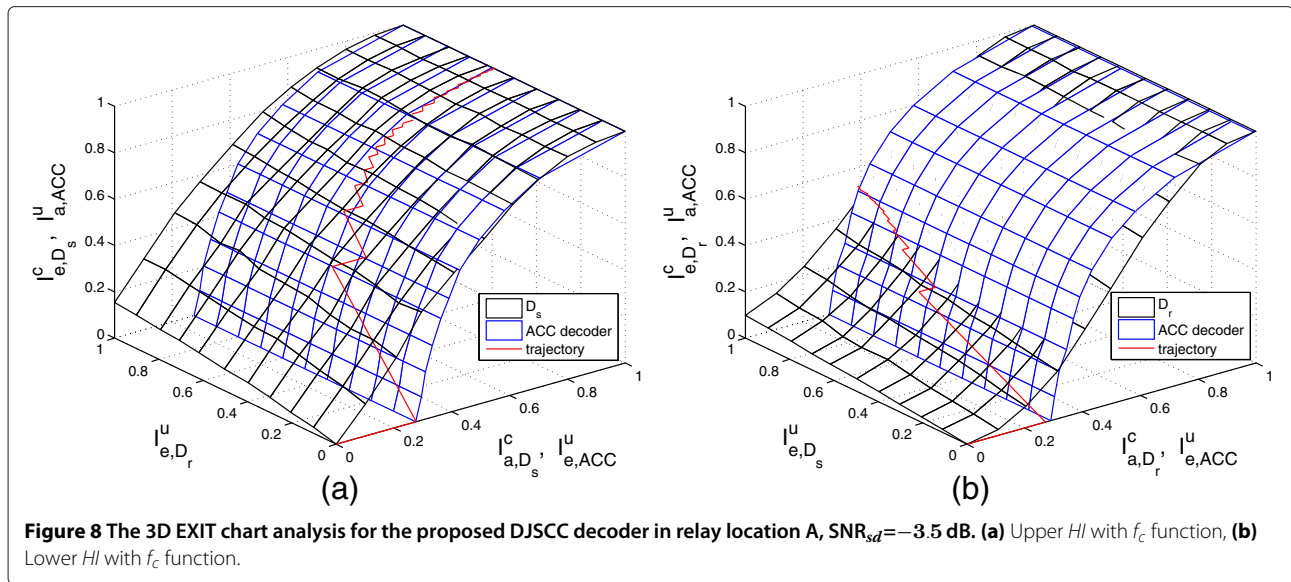 1
0.8
0.6
0.4
0.2
0
I^c_{e,D_s}, I^u_{a,ACC}
1
0.8
0.6
0.4
0.2
0
I^u_{e,D_r}
0
0.2
0.4
0.6
0.8
1
I^c_{a,D_s}, I^u_{e,ACC}
D_s
ACC decoder
trajectory
(a)
1
0.8
0.6
0.4
0.2
0
I^c_{e,D_r}, I^u_{a,ACC}
1
0.8
0.6
0.4
0.2
0
I^u_{e,D_s}
0
0.2
0.4
0.6
0.8
1
I^c_{a,D_r}, I^u_{e,ACC}
D_r
ACC decoder
trajectory
(b)
Figure 8 The 3D EXIT chart analysis for the proposed DJSCC decoder in relay location A, SNR_{sd}=−3.5 dB. (a) Upper HI with f_c function, (b)
Lower HI with f_c function.